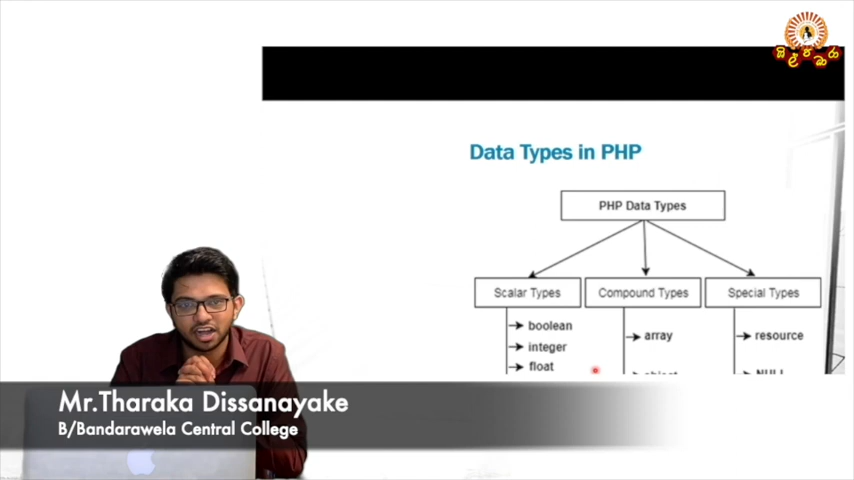 ශිල්ප
භාරා
Data Types in PHP
PHP Data Types
Scalar Types
Compound Types
Special Types
boolean
array
resource
integer
float
NULL
Mr.Tharaka Dissanayake
B/Bandarawela Central College